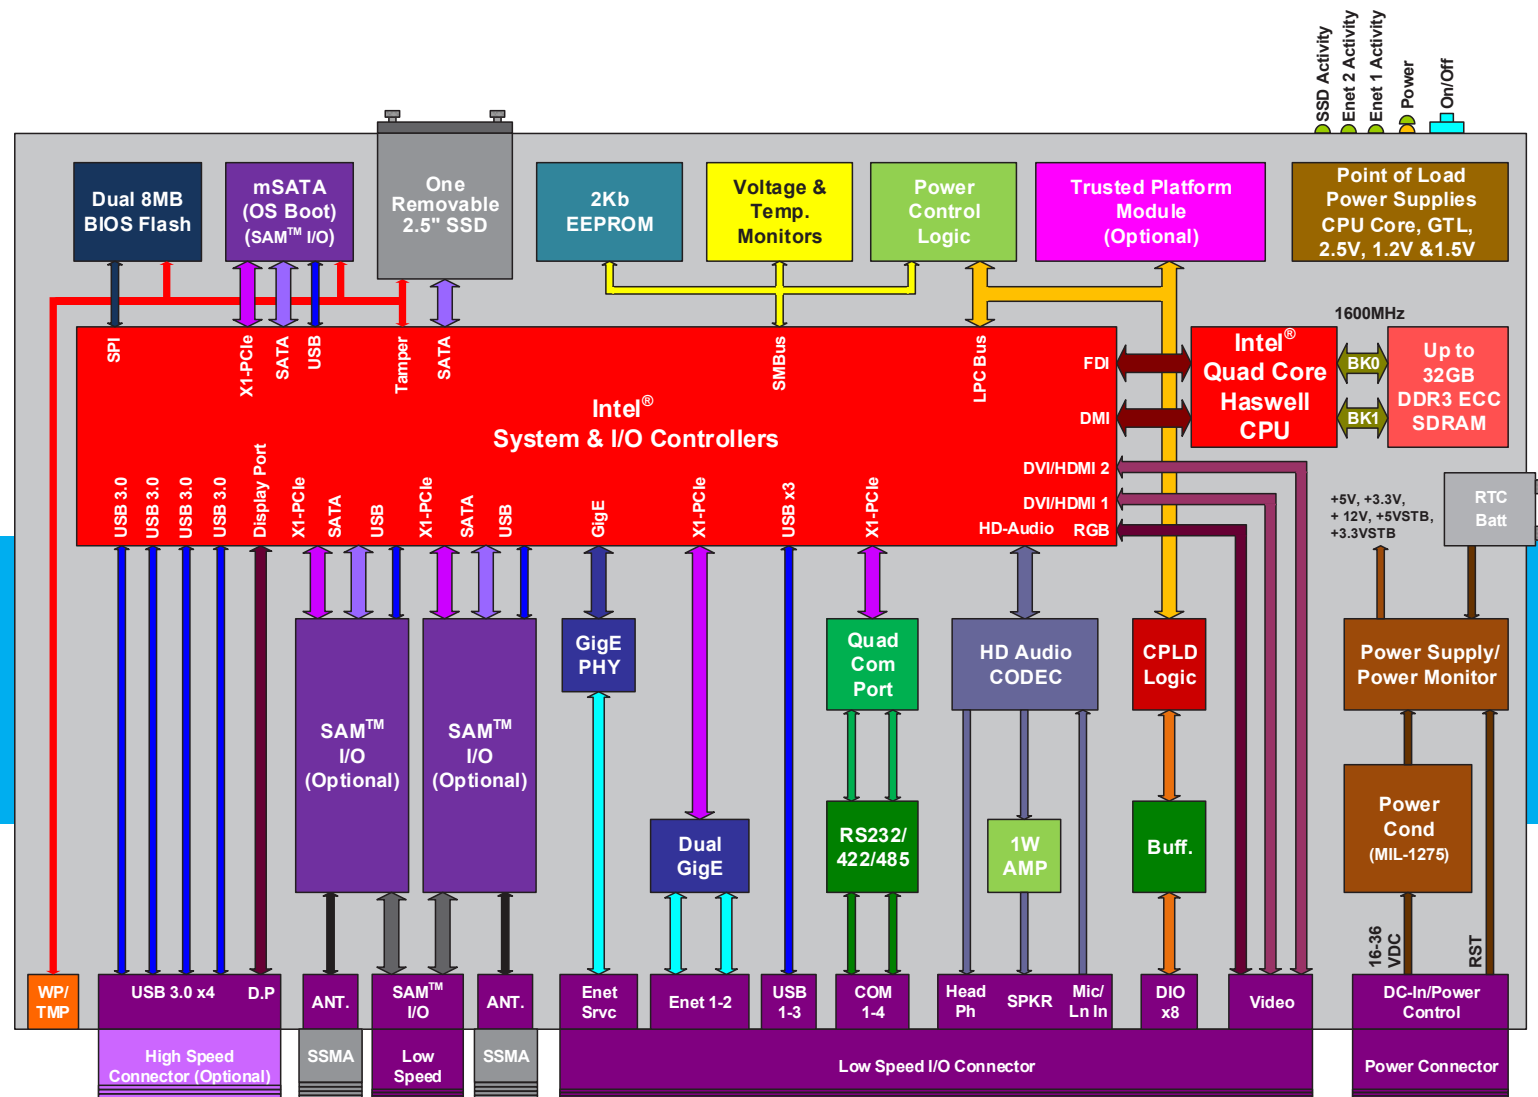 SSD Activity
Enet 2 Activity
Enet 1 Activity
Power
On/Off
Dual 8MB
BIOS Flash
mSATA
(OS Boot)
(SAM™ I/O)
One
Removable
2.5" SSD
2Kb
EEPROM
Voltage &
Temp.
Monitors
Power
Control
Logic
Trusted Platform
Module
(Optional)
Point of Load
Power Supplies
CPU Core, GTL,
2.5V, 1.2V &1.5V
SPI
X1-PCIe
SATA
USB
Tamper
SATA
SMBus
LPC Bus
FDI
DMI
Intel®
System & I/O Controllers
Intel®
Quad Core
Haswell
CPU
1600MHz
BK0
BK1
Up to
32GB
DDR3 ECC
SDRAM
DVI/HDMI 2
DVI/HDMI 1
HD-Audio
RGB
USB 3.0
USB 3.0
USB 3.0
USB 3.0
Display Port
X1-PCIe
SATA
USB
X1-PCIe
SATA
USB
GigE
X1-PCIe
USB x3
X1-PCIe
+5V, +3.3V,
+ 12V, +5VSTB,
+3.3VSTB
RTC
Batt
SAM™
I/O
(Optional)
SAM™
I/O
(Optional)
GigE
PHY
Dual
GigE
Quad
Com
Port
RS232/
422/485
HD Audio
CODEC
1W
AMP
CPLD
Logic
Buff.
Power Supply/
Power Monitor
Power
Cond
(MIL-1275)
16-36
VDC
RST
WP/
TMP
USB 3.0 x4
D.P
ANT.
SAM™
I/O
ANT.
Enet
Srvc
Enet 1-2
USB
1-3
COM
1-4
Head
Ph
SPKR
Mic/
Ln In
DIO
x8
Video
DC-In/Power
Control
High Speed
Connector (Optional)
SSMA
Low
Speed
SSMA
Low Speed I/O Connector
Power Connector